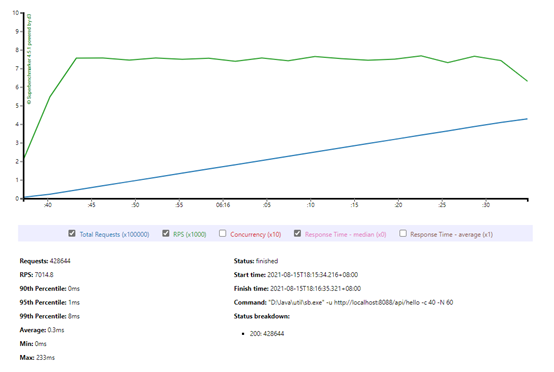 10
9
8
7
6
5
4
3
2
1
0
© Superbenchmarker 4.5.1 powered by d3
:40 :45 :50 :55 06:16 :05 :10 :15 :20 :25 :30
Total Requests (x100000) RPS (x1000) Concurrency (x10) Response Time - median (x0) Response Time - average (x1)
Requests: 428644
RPS: 7014.8
90th Percentile: 0ms
95th Percentile: 1ms
99th Percentile: 8ms
Average: 0.3ms
Min: 0ms
Max: 233ms
Status: finished
Start time: 2021-08-15T18:15:34.216+08:00
Finish time: 2021-08-15T18:16:35.321+08:00
Command: "D:\Java\util\sb.exe" -u http://localhost:8088/api/hello -c 40 -N 60
Status breakdown:
200: 428644